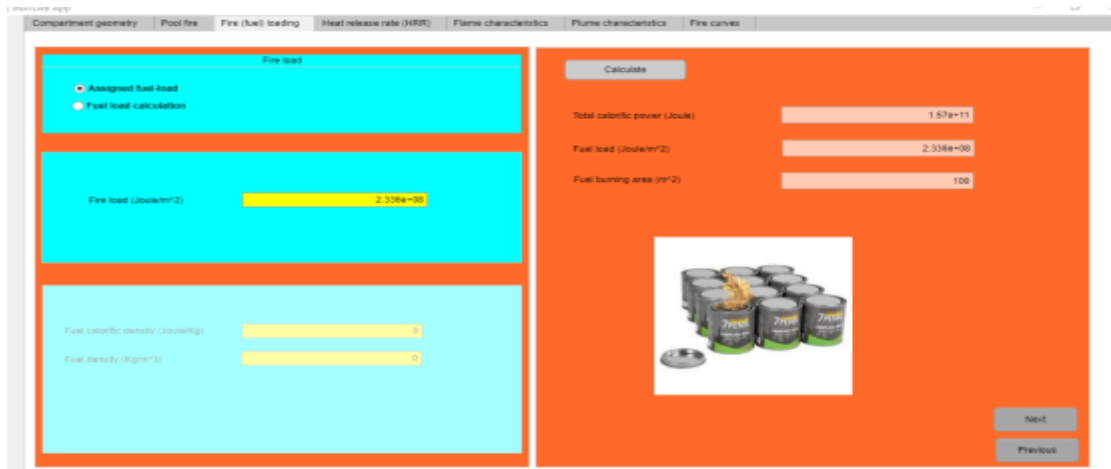 Compartment geometry Pool fire Fire (fuel) loading Heat release rate (HRR) Flame characteristics Plume characteristics Fire curves
Fire load
Assigned fuel-load
Fuel load calculation
Fire load (Joule/m^2) 2.336e+08
Fuel calorific density (Joule/Kg) 0
Fuel density (Kg/m^3) 0
Calculate
Total calorific power (Joule) 1.57e+11
Fuel load (Joule/m^2) 2.336e+08
Fuel burning area (m^2) 100
Next
Previous